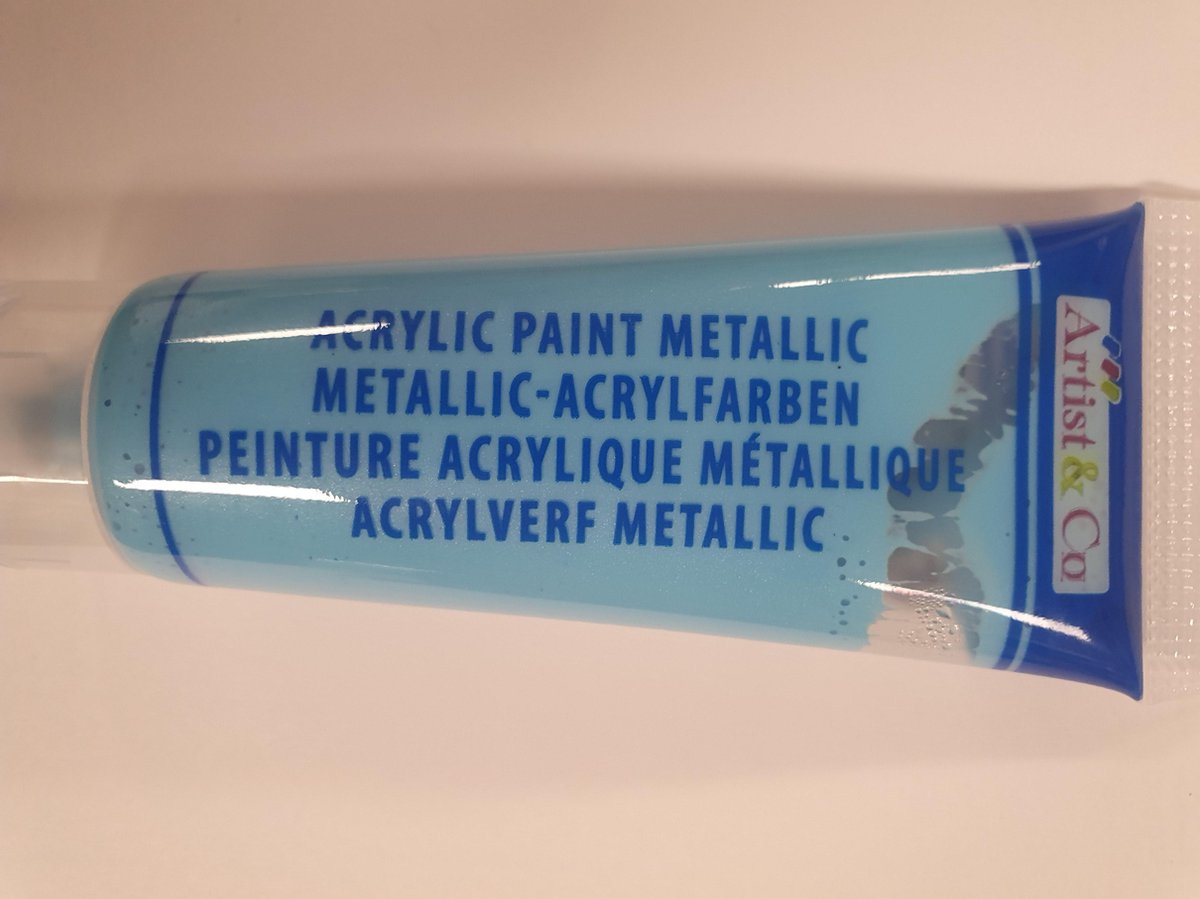 ACRYLIC PAINT METALLIC
METALLIC-ACRYLFARBEN
PEINTURE ACRYLIQUE MÉTALLIQUE
ACRYLVERF METALLIC
Artist & Co